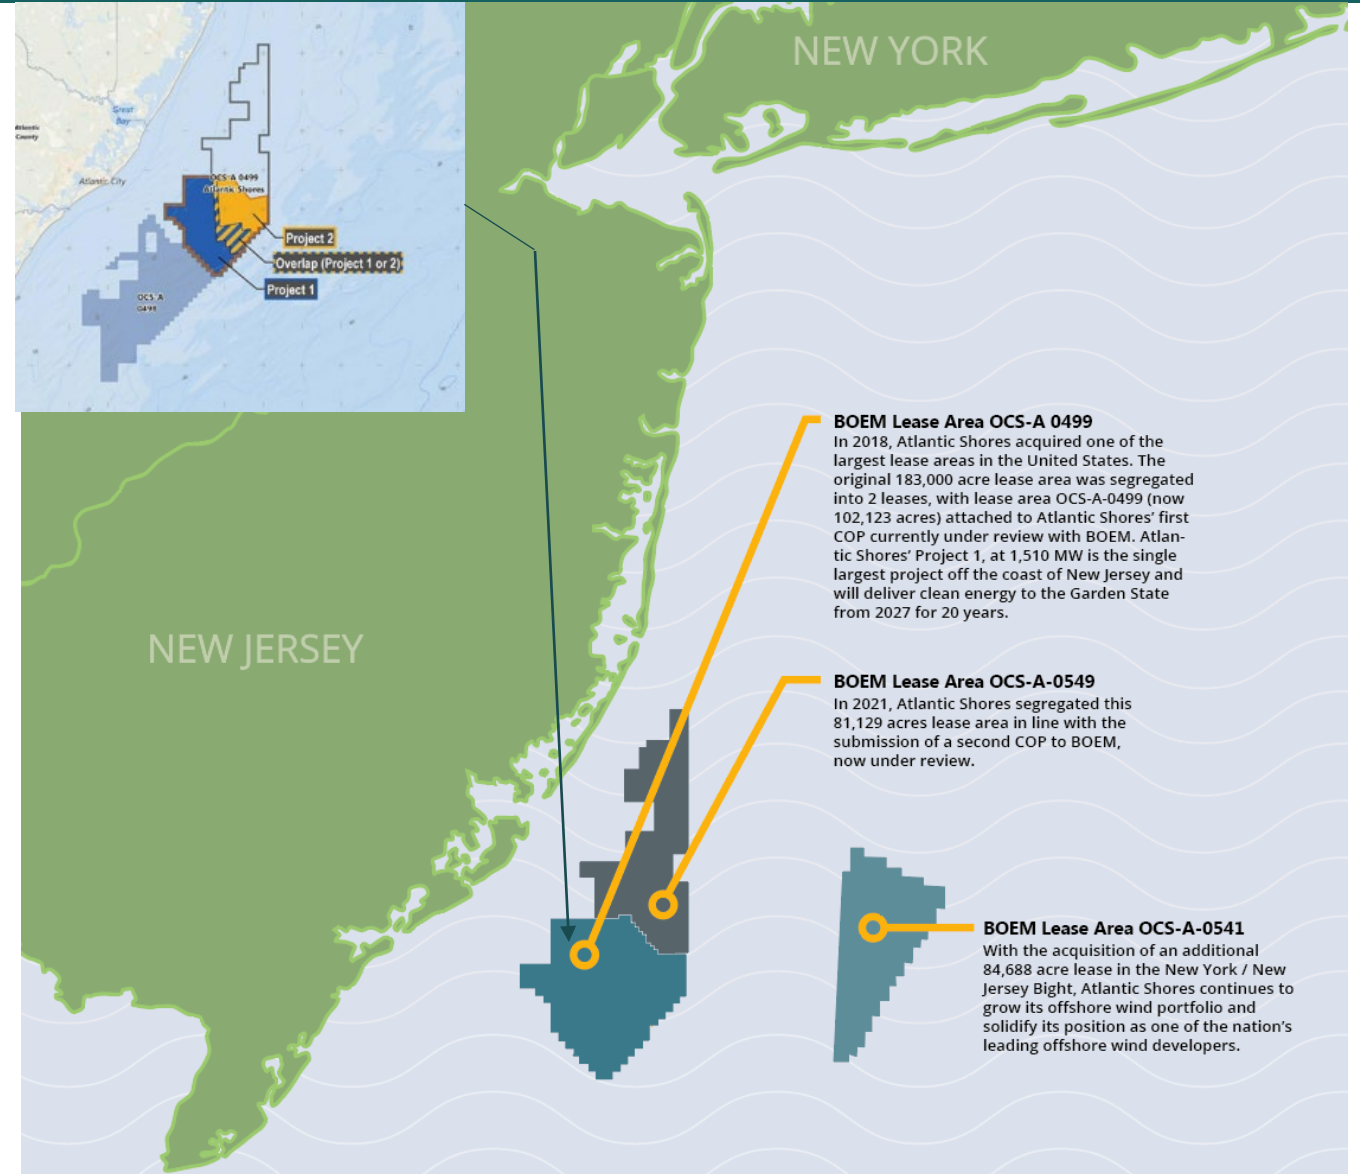 Great
Bay
Atlantic
County
Atlantic City
OCS-A 0499
Atlantic Shores
Project 2
Overlap (Project 1 or 2)
Project 1
OCS-A
0498
NEW YORK
NEW JERSEY
BOEM Lease Area OCS-A 0499
In 2018, Atlantic Shores acquired one of the
largest lease areas in the United States. The
original 183,000 acre lease area was segregated
into 2 leases, with lease area OCS-A-0499 (now
102,123 acres) attached to Atlantic Shores’ first
COP currently under review with BOEM. Atlan-
tic Shores’ Project 1, at 1,510 MW is the single
largest project off the coast of New Jersey and
will deliver clean energy to the Garden State
from 2027 for 20 years.
BOEM Lease Area OCS-A-0549
In 2021, Atlantic Shores segregated this
81,129 acres lease area in line with the
submission of a second COP to BOEM,
now under review.
BOEM Lease Area OCS-A-0541
With the acquisition of an additional
84,688 acre lease in the New York / New
Jersey Bight, Atlantic Shores continues to
grow its offshore wind portfolio and
solidify its position as one of the nation’s
leading offshore wind developers.